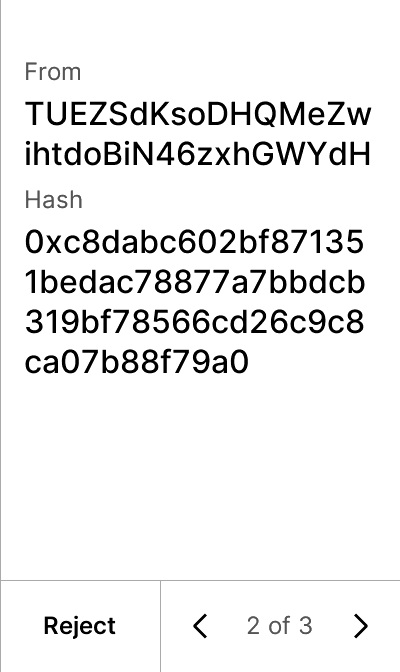 From
TUEZSdKsoDHQMeZw
ihtdoBiN46zxhGWYdH
Hash
0xc8dabc602bf87135
1bedac78877a7bbdcb
319bf78566cd26c9c8
ca07b88f79a0
Reject
2 of 3